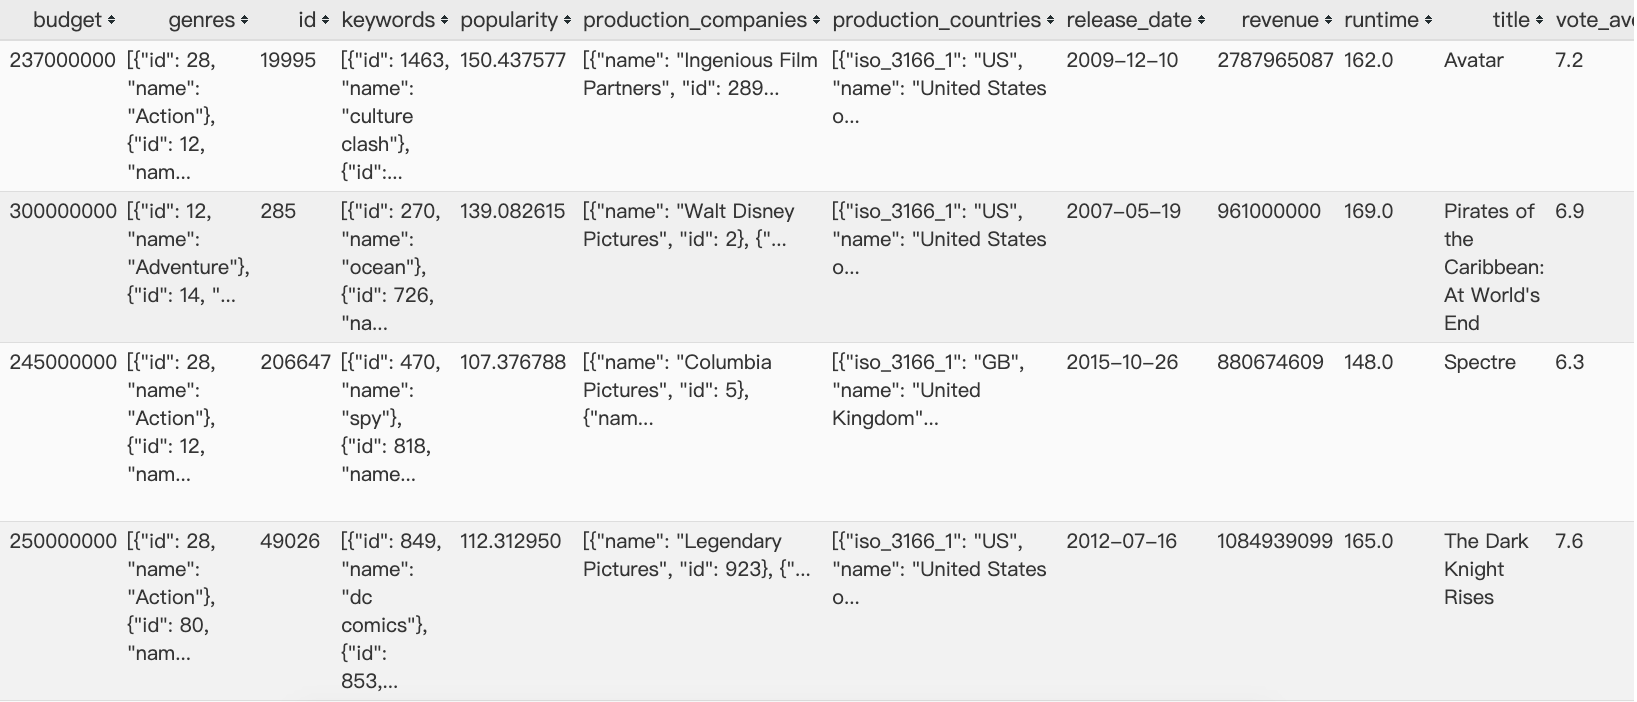 budget genres id keywords popularity production_companies production_countries release_date revenue runtime title vote_ave
237000000 [{"id": 28, 19995 [{"id": 1463, 150.437577 [{"name": "Ingenious Film [{"iso_3166_1": "US", 2009-12-10 2787965087 162.0 Avatar 7.2
"name": "name": Partners", "id": 289... "name": "United States
"Action"}, "culture o...
{"id": 12, clash"},
"nam... {"id":...
300000000 [{"id": 12, 285 [{"id": 270, 139.082615 [{"name": "Walt Disney [{"iso_3166_1": "US", 2007-05-19 961000000 169.0 Pirates of 6.9
"name": "name": Pictures", "id": 2}, {"... "name": "United States the
"Adventure"}, "ocean"}, o... Caribbean:
{"id": 14, "... {"id": 726, At World's
"na... End
245000000 [{"id": 28, 206647 [{"id": 470, 107.376788 [{"name": "Columbia [{"iso_3166_1": "GB", 2015-10-26 880674609 148.0 Spectre 6.3
"name": "name": Pictures", "id": 5}, "name": "United
"Action"}, "spy"}, {"nam... Kingdom"...
{"id": 12, {"id": 818,
"nam... "name...
250000000 [{"id": 28, 49026 [{"id": 849, 112.312950 [{"name": "Legendary [{"iso_3166_1": "US", 2012-07-16 1084939099 165.0 The Dark 7.6
"name": "name": Pictures", "id": 923}, {"... "name": "United States Knight
"Action"}, "dc o... Rises
{"id": 80, comics"},
"nam... {"id":
853,...